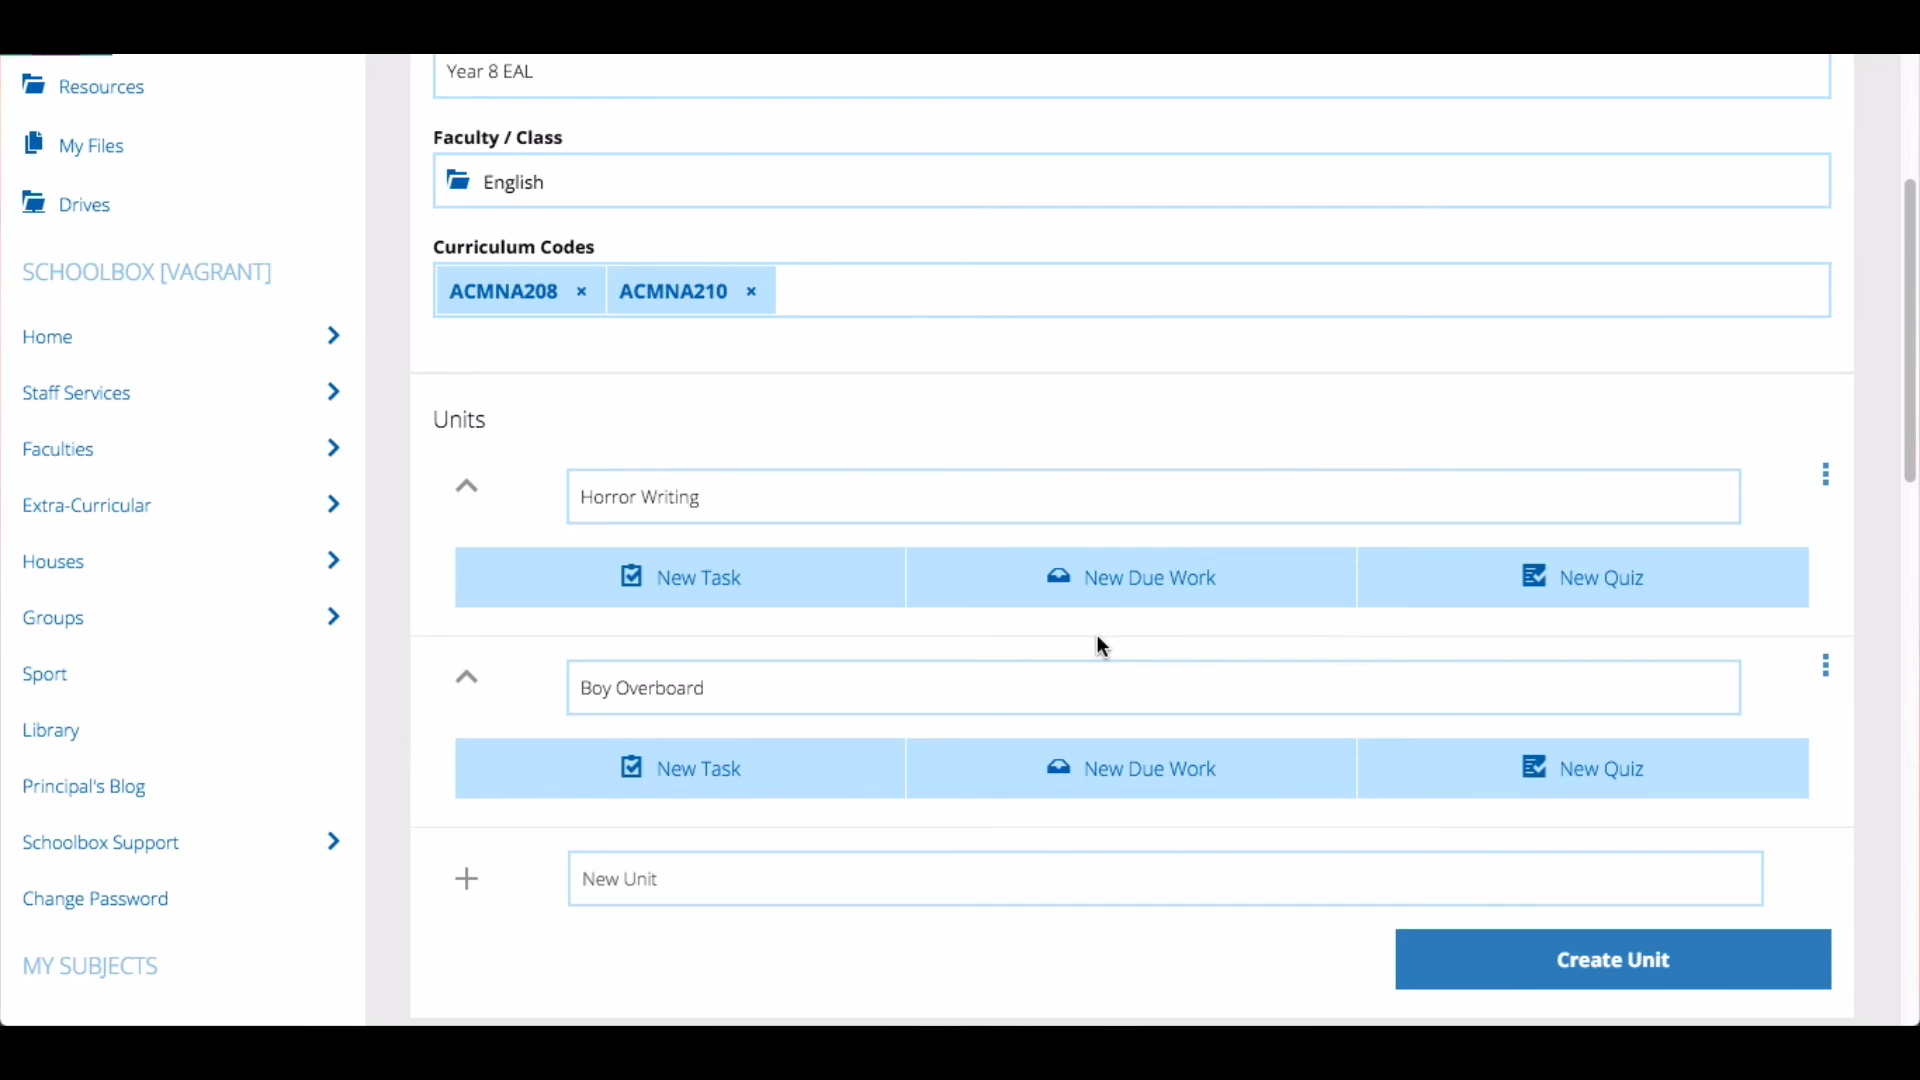 Resources
My Files
Drives
SCHOOLBOX [VAGRANT]
Home
Staff Services
Faculties
Extra-Curricular
Houses
Groups
Sport
Library
Principal's Blog
Schoolbox Support
Change Password
MY SUBJECTS
Year 8 EAL
Faculty / Class
English
Curriculum Codes
ACMNA208 × ACMNA210 ×
Units
Horror Writing
New Task New Due Work New Quiz
Boy Overboard
New Task New Due Work New Quiz
New Unit
Create Unit